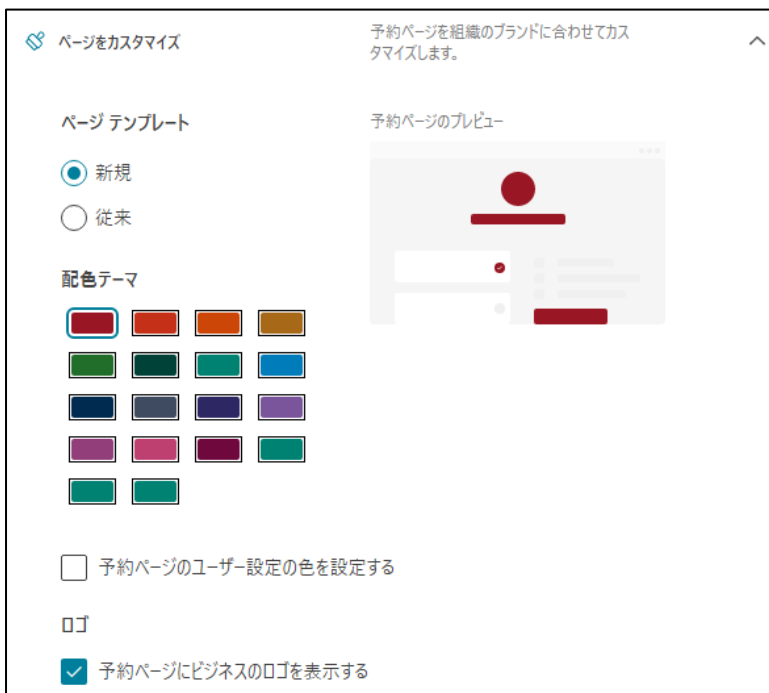 ページをカスタマイズ
予約ページを組織のブランドに合わせてカス
タマイズします。
ページ テンプレート
新規
従来
配色テーマ
予約ページのプレビュー
予約ページのユーザー設定の色を設定する
ロゴ
予約ページにビジネスのロゴを表示する